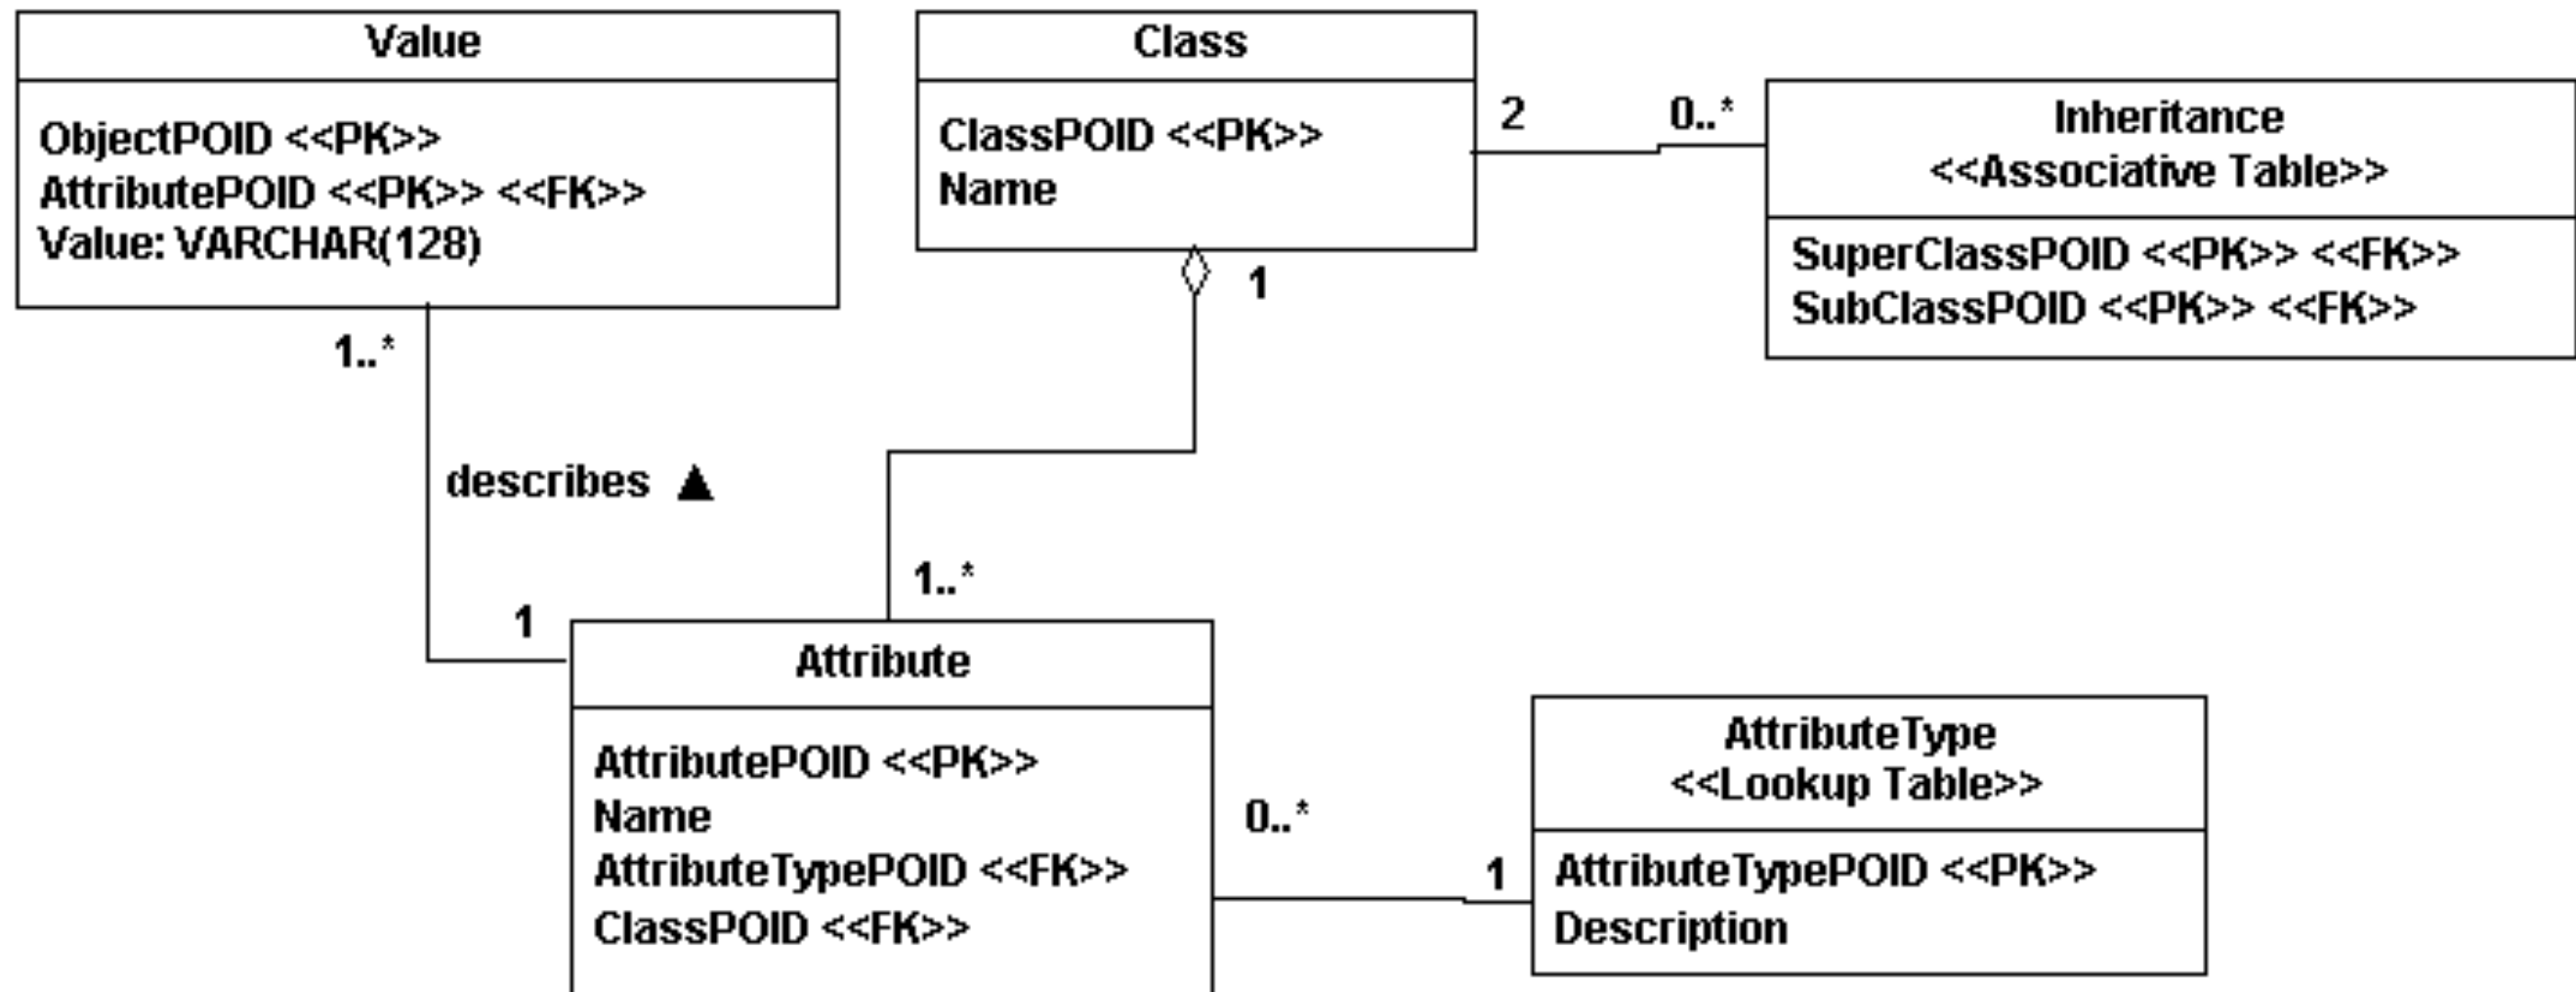 Value
ObjectPOID <<PK>>
AttributePOID <<PK>> <<FK>>
Value: VARCHAR(128)
Class
ClassPOID <<PK>>
Name
2
0..*
Inheritance
<<Associative Table>>
SuperClassPOID <<PK>> <<FK>>
SubClassPOID <<PK>> <<FK>>
1
1..*
describes ▲
1..*
1
Attribute
AttributePOID <<PK>>
Name
AttributeTypePOID <<FK>>
ClassPOID <<FK>>
0..*
1
AttributeType
<<Lookup Table>>
AttributeTypePOID <<PK>>
Description